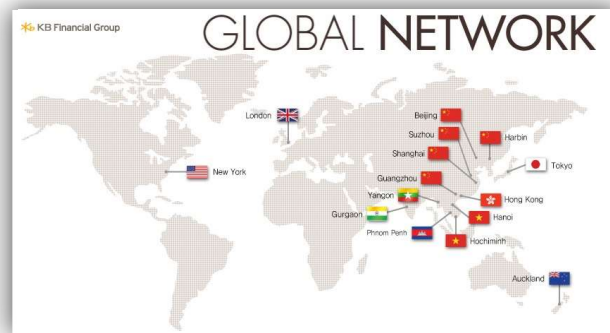 KB Financial Group
GLOBAL NETWORK
London
Beijing
Suzhou
Harbin
Shanghai
Tokyo
New York
Guangzhou
Yangon
Hong Kong
Gurgaon
Hanoi
Phnom Penh
Hochiminh
Auckland